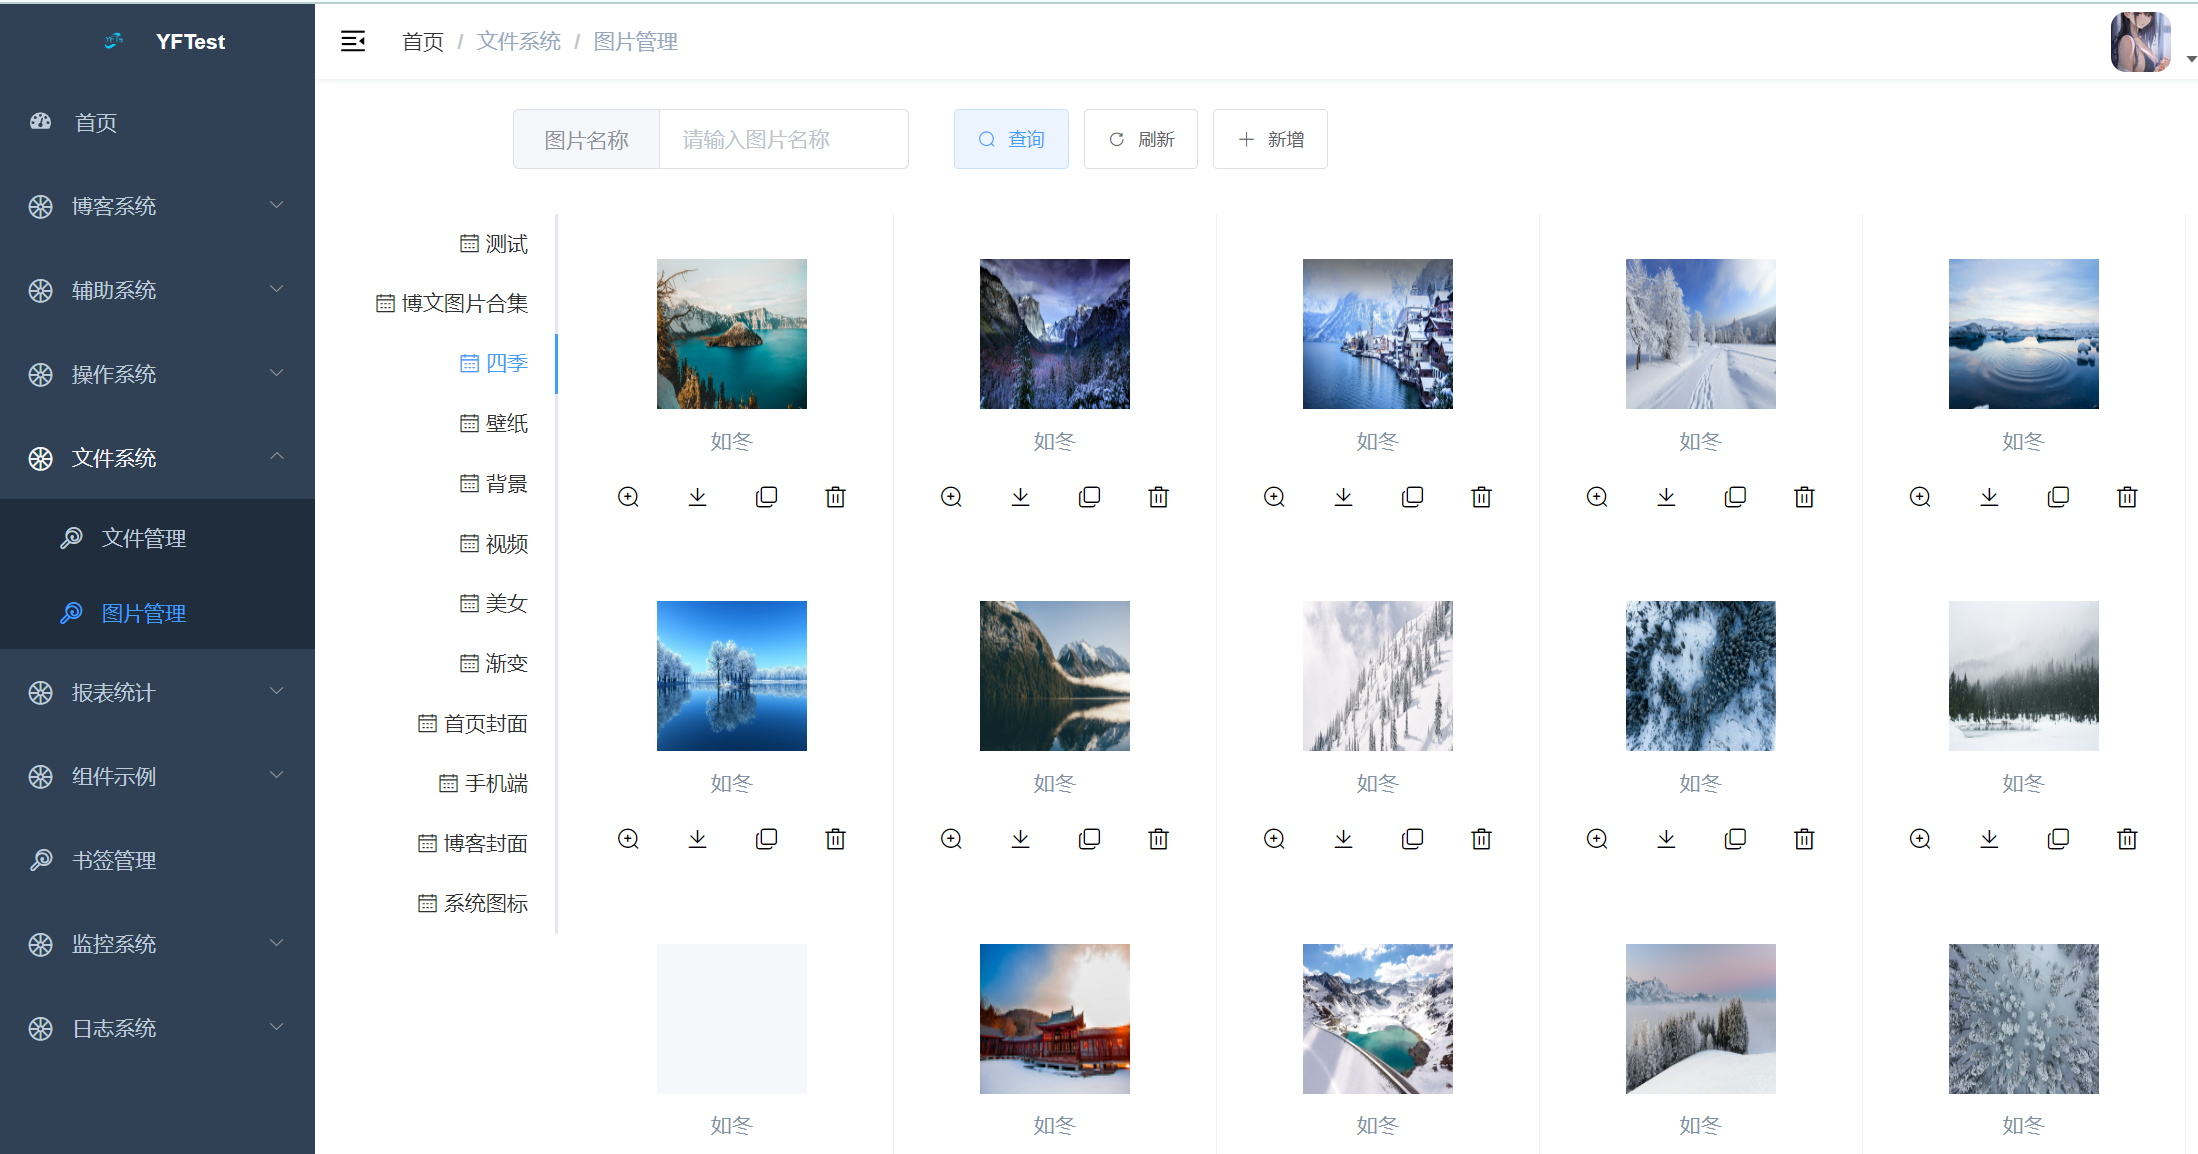 YFTest
首页
博客系统
辅助系统
操作系统
文件系统
文件管理
图片管理
报表统计
组件示例
书签管理
监控系统
日志系统
首页 / 文件系统 / 图片管理
图片名称 请输入图片名称 查询 刷新 新增
测试
博文图片合集
四季
壁纸
背景
视频
美女
渐变
首页封面
手机端
博客封面
系统图标
如冬 如冬 如冬 如冬 如冬
如冬 如冬 如冬 如冬 如冬
如冬 如冬 如冬 如冬 如冬